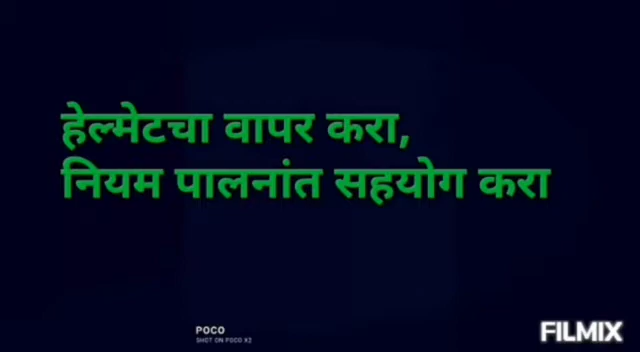 हेल्मेटचा वापर करा,
नियम पालनांत सहयोग करा
POCO
SHOT ON POCO X2
FILMIX